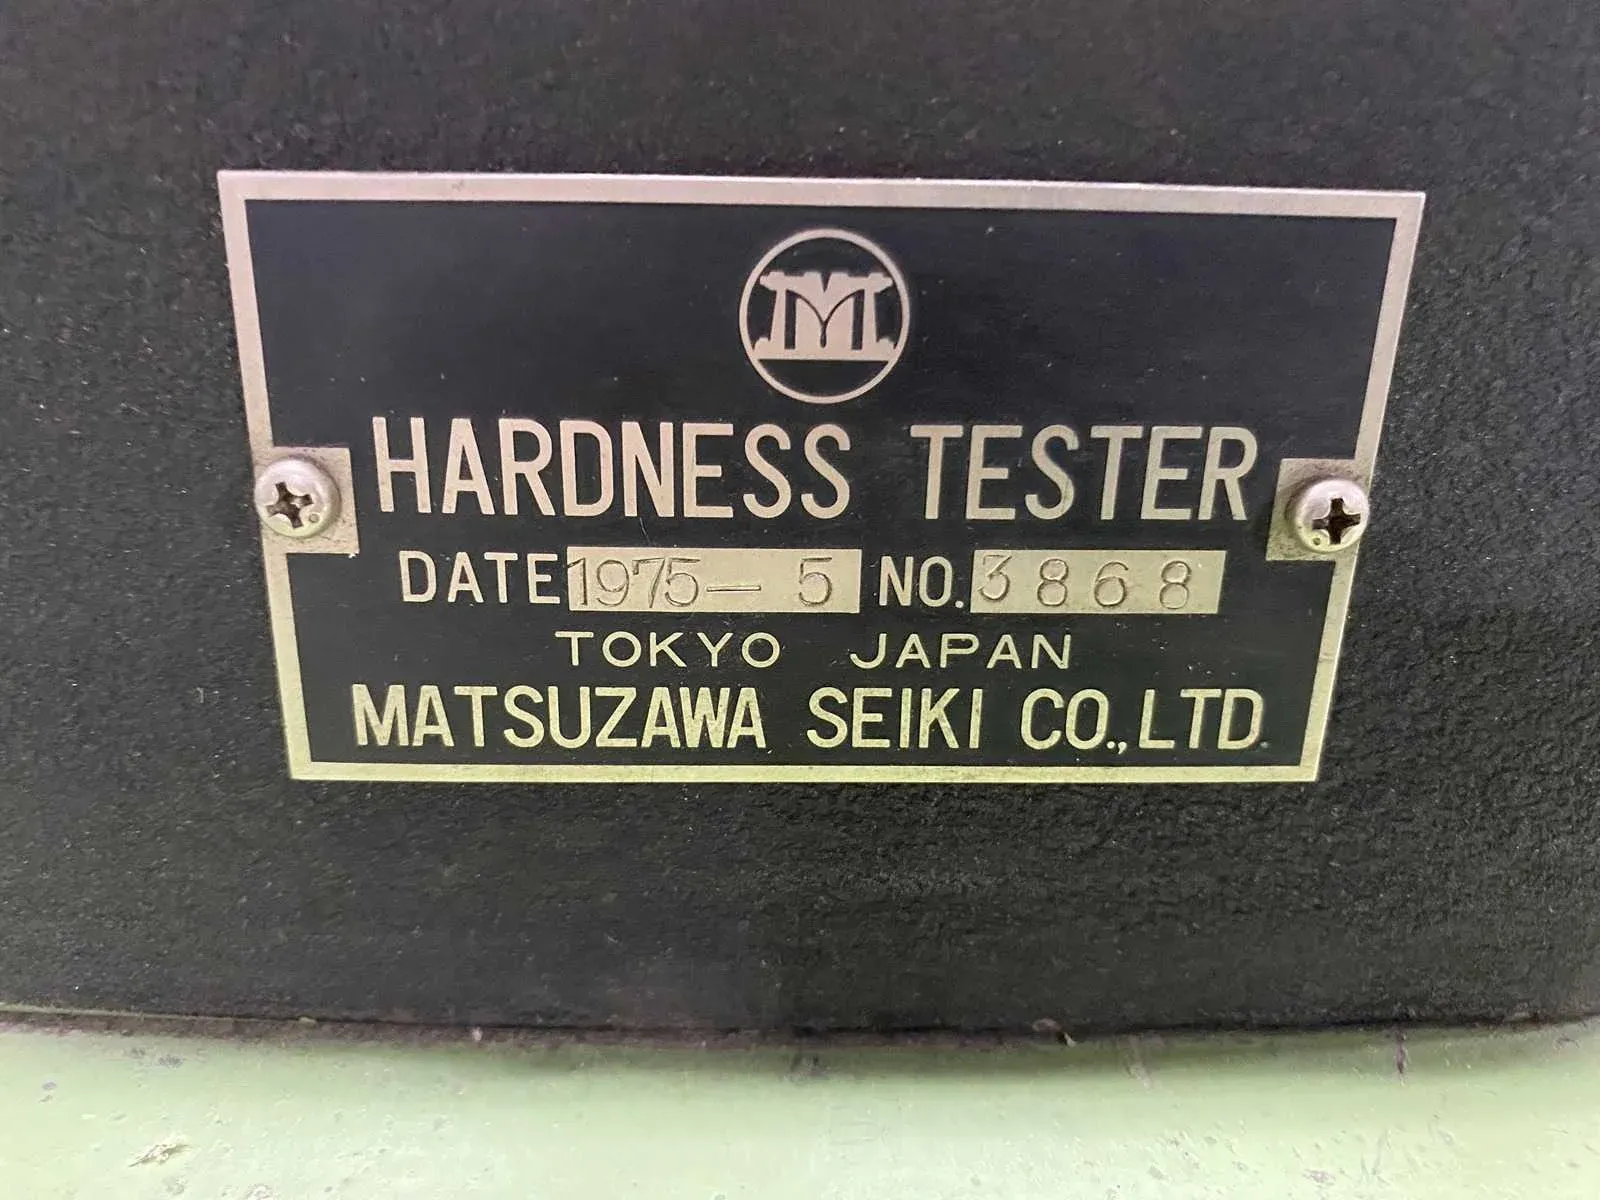 M
HARDNESS TESTER
DATE 1975-5 NO. 3868
TOKYO JAPAN
MATSUZAWA SEIKI CO., LTD.